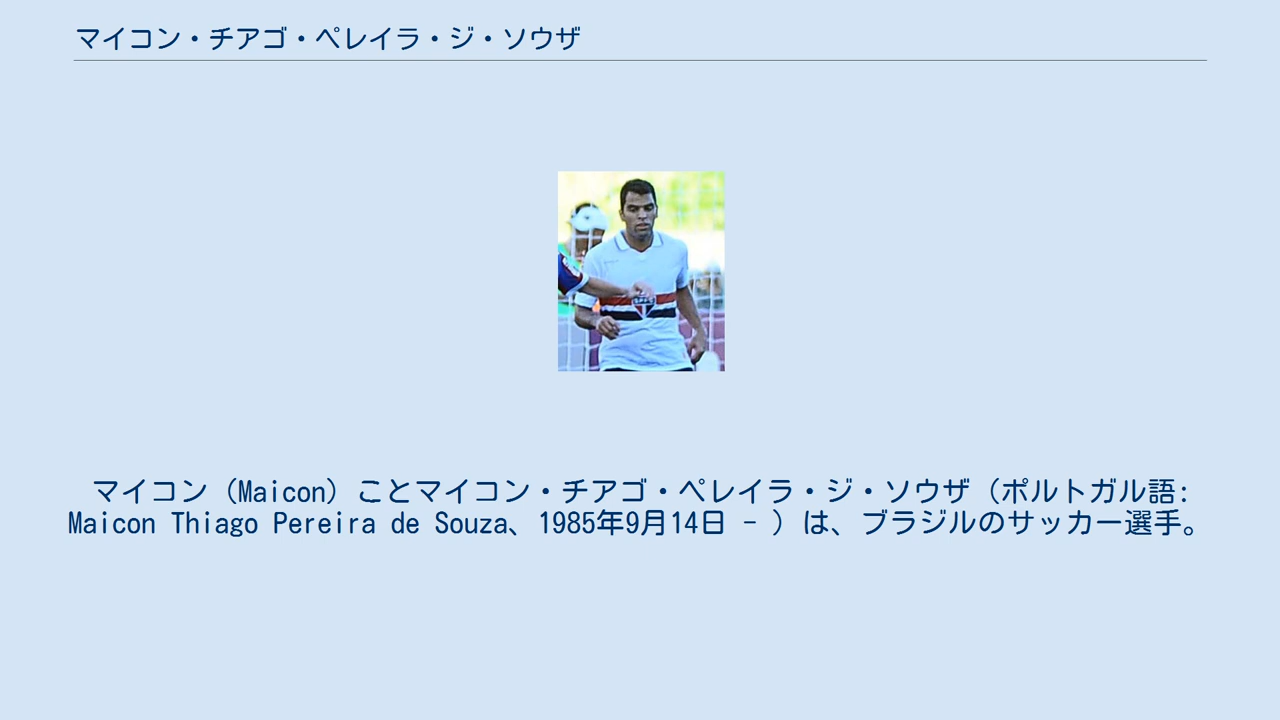 マイコン・チアゴ・ペレイラ・ジ・ソウザ
マイコン（Maicon）ことマイコン・チアゴ・ペレイラ・ジ・ソウザ（ポルトガル語:
Maicon Thiago Pereira de Souza、1985年9月14日 - ）は、ブラジルのサッカー選手。